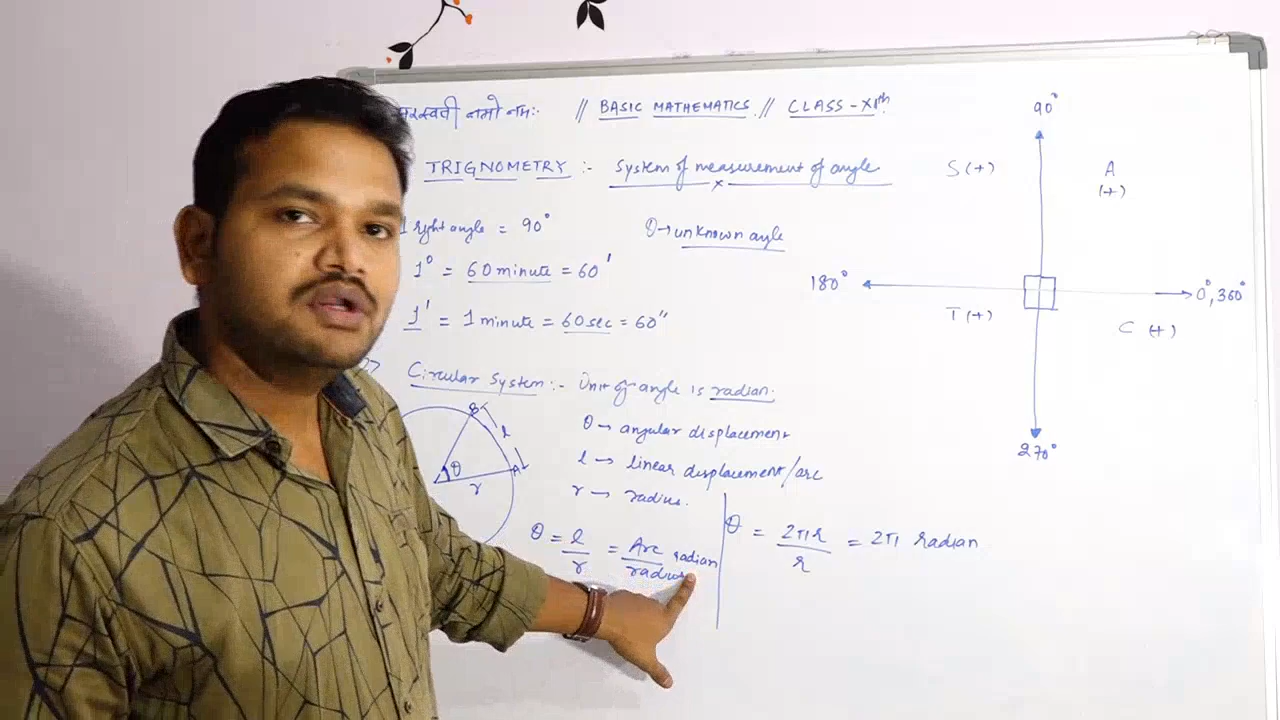 सरस्वती नमो नमः // BASIC MATHEMATICS // CLASS-XIth
TRIGNOMETRY :- System of measurement of angle
1 right angle = 90°
θ → unknown angle
1° = 60 minute = 60'
1' = 1 minute = 60 sec = 60"
Circular System :- Unit of angle is radian.
θ → angular displacement
l → linear displacement/arc
r → radius.
B
l
A
θ
r
θ = l/r = Arc/radius radian
θ = 2πr/r = 2π radian
90°
S (+)
A (+)
180°
0°, 360°
T (+)
C (+)
270°